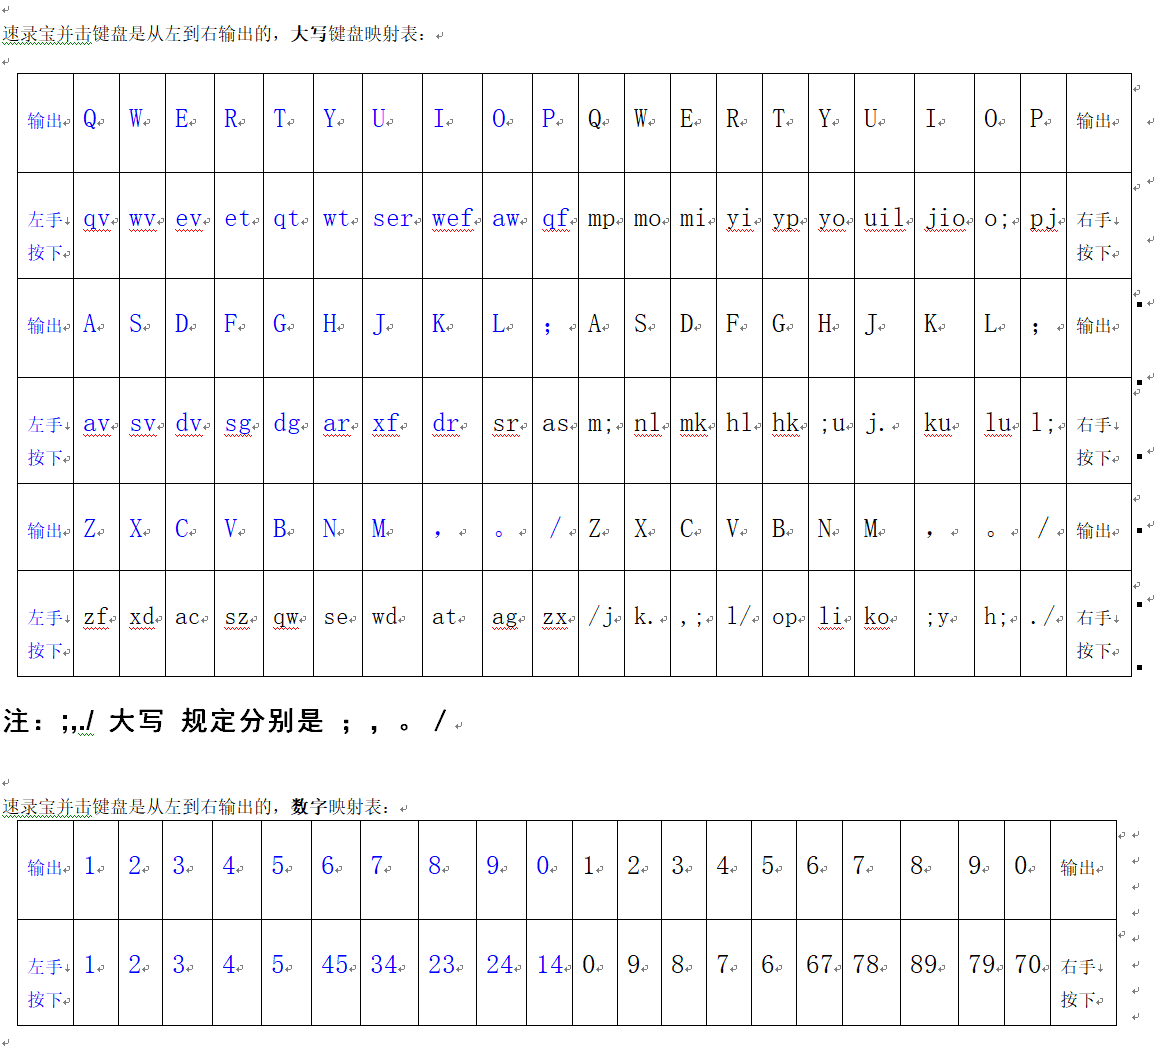 速录宝并击键盘是从左到右输出的，大写键盘映射表：
输出 Q W E R T Y U I O P Q W E R T Y U I O P 输出
左手 qv wv ev et qt wt ser wef aw qf mp mo mi yi yp yo uil jio o; pj 右手
按下 按下
输出 A S D F G H J K L ； A S D F G H J K L ； 输出
左手 av sv dv sg dg ar xf dr sr as m; nl mk hl hk ;u j. ku lu l; 右手
按下 按下
输出 Z X C V B N M ， 。 / Z X C V B N M ， 。 / 输出
左手 zf xd ac sz qw se wd at ag zx /j k. ,; l/ op li ko ;y h; ./ 右手
按下 按下
注：;,./ 大写 规定分别是 ；，。/
速录宝并击键盘是从左到右输出的，数字映射表：
输出 1 2 3 4 5 6 7 8 9 0 1 2 3 4 5 6 7 8 9 0 输出
左手 1 2 3 4 5 45 34 23 24 14 0 9 8 7 6 67 78 89 79 70 右手
按下 按下